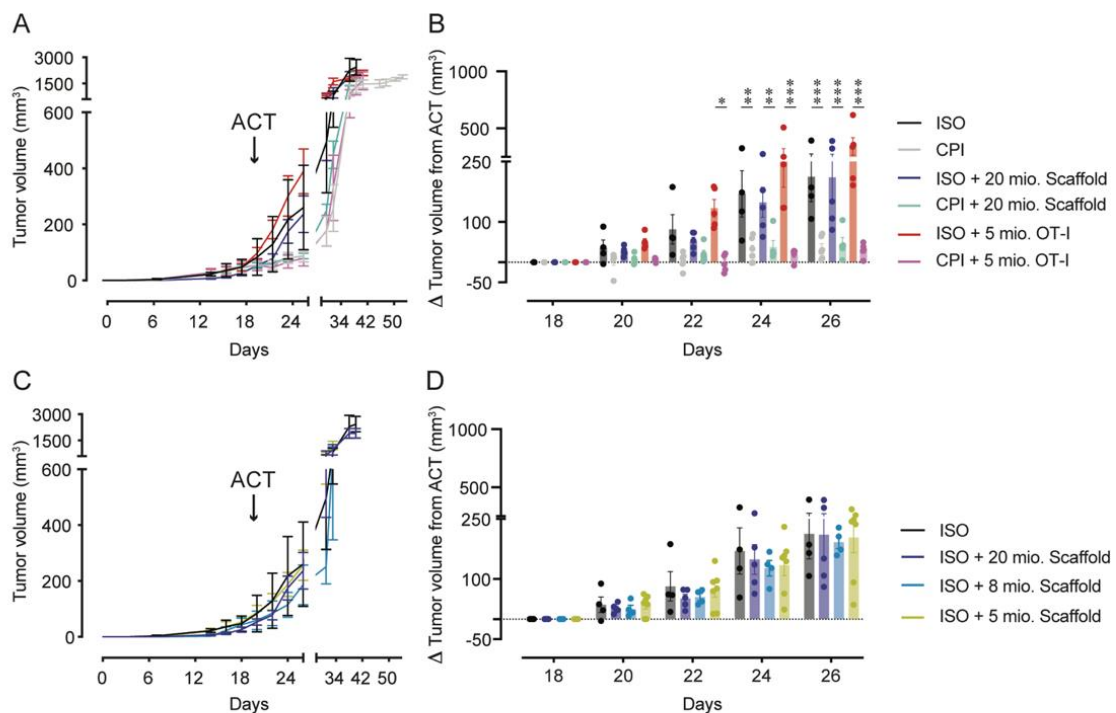 A
Tumor volume (mm³)
3000
1500
600
400
200
0
ACT
0 6 12 18 24 34 42 50
Days
B
Δ Tumor volume from ACT (mm³)
1000
500
250
100
-50
* *** ** **** **** *** ****
18 20 22 24 26
Days
ISO
CPI
ISO + 20 mio. Scaffold
CPI + 20 mio. Scaffold
ISO + 5 mio. OT-I
CPI + 5 mio. OT-I
C
Tumor volume (mm³)
3000
1500
600
400
200
0
ACT
0 6 12 18 24 34 42 50
Days
D
Δ Tumor volume from ACT (mm³)
1000
500
250
100
-50
18 20 22 24 26
Days
ISO
ISO + 20 mio. Scaffold
ISO + 8 mio. Scaffold
ISO + 5 mio. Scaffold